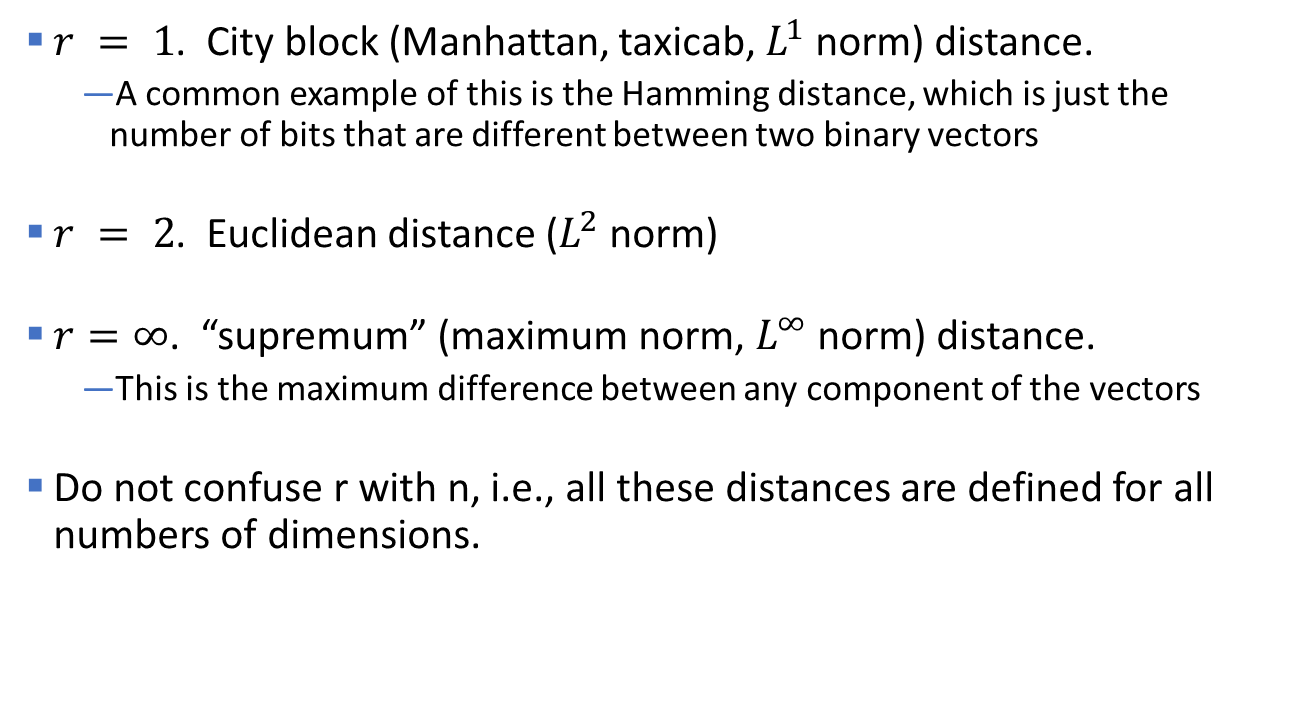 ▪ r = 1. City block (Manhattan, taxicab, L¹ norm) distance.
—A common example of this is the Hamming distance, which is just the
number of bits that are different between two binary vectors
▪ r = 2. Euclidean distance (L² norm)
▪ r = ∞. “supremum” (maximum norm, L^∞ norm) distance.
—This is the maximum difference between any component of the vectors
▪ Do not confuse r with n, i.e., all these distances are defined for all
numbers of dimensions.